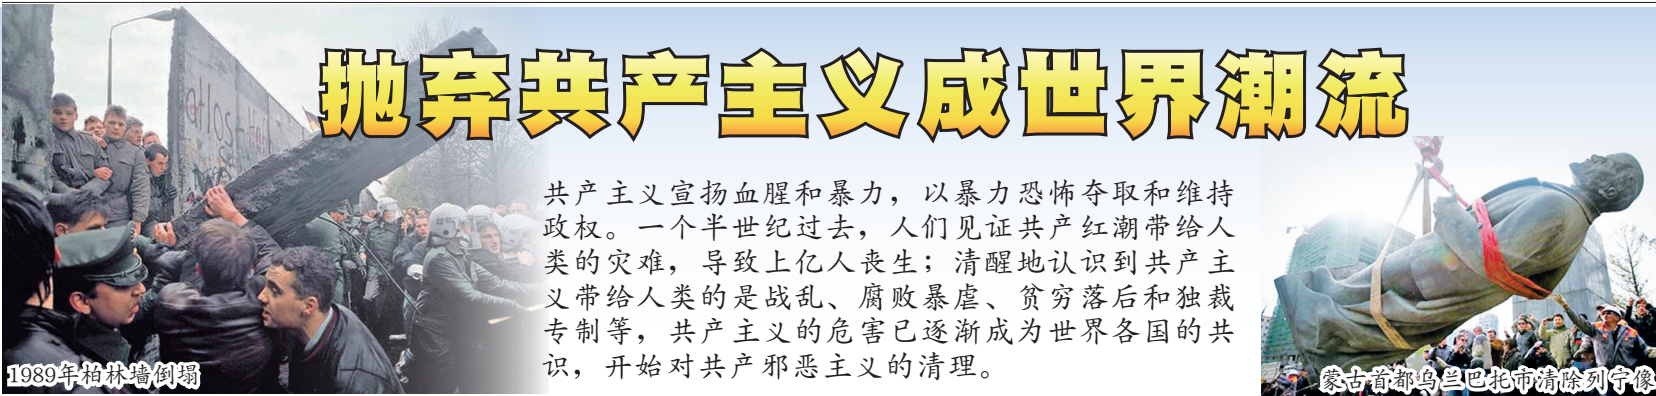 抛弃共产主义成世界潮流
共产主义宣扬血腥和暴力，以暴力恐怖夺取和维持
政权。一个半世纪过去，人们见证共产红潮带给人
类的灾难，导致上亿人丧生；清醒地认识到共产主
义带给人类的是战乱、腐败暴虐、贫穷落后和独裁
专制等，共产主义的危害已逐渐成为世界各国的共
识，开始对共产邪恶主义的清理。
1989年柏林墙倒塌
蒙古首都乌兰巴托市清除列宁像